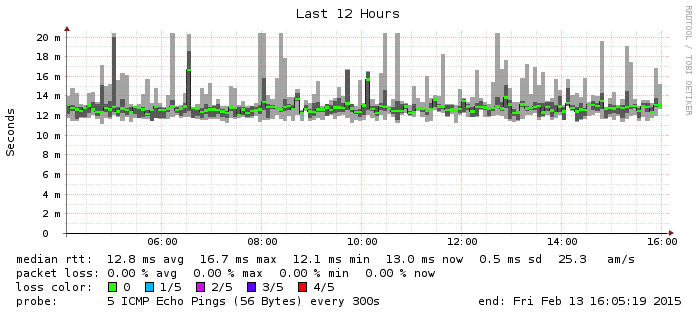 Last 12 Hours
RRDTOOL / TOBI OETIKER
Seconds
20 m
18 m
16 m
14 m
12 m
10 m
8 m
6 m
4 m
2 m
0
06:00 08:00 10:00 12:00 14:00 16:00
median rtt: 12.8 ms avg 16.7 ms max 12.1 ms min 13.0 ms now 0.5 ms sd 25.3 am/s
packet loss: 0.00 % avg 0.00 % max 0.00 % min 0.00 % now
loss color: 0 1/5 2/5 3/5 4/5
probe: 5 ICMP Echo Pings (56 Bytes) every 300s end: Fri Feb 13 16:05:19 2015